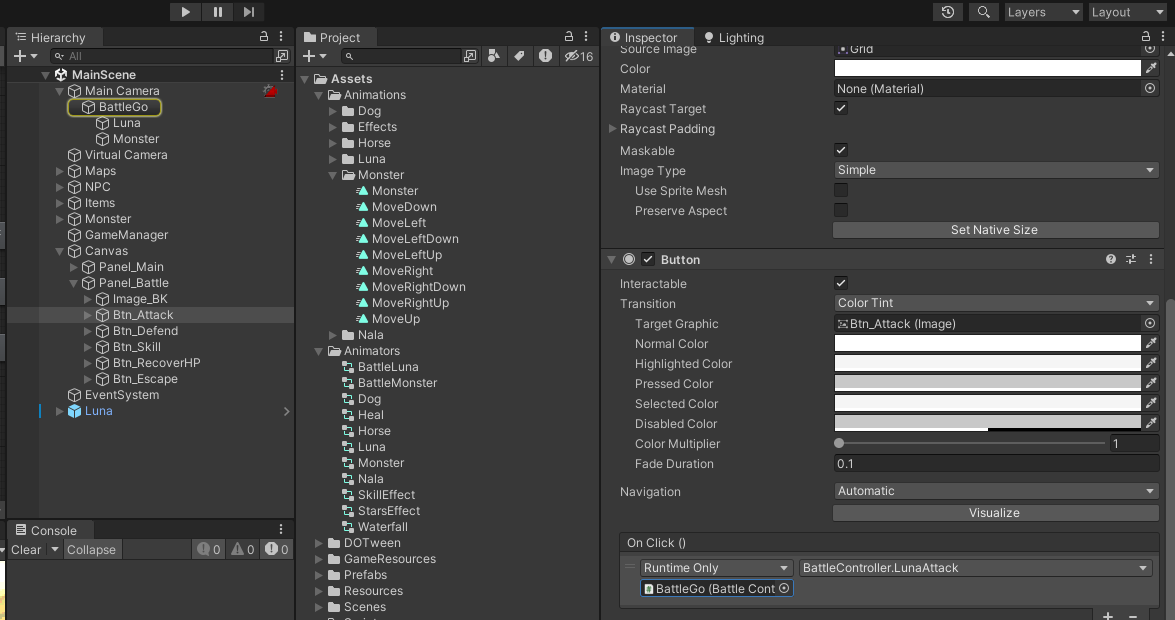 Layers
Layout
Hierarchy
All
MainScene
Main Camera
BattleGo
Luna
Monster
Virtual Camera
Maps
NPC
Items
Monster
GameManager
Canvas
Panel_Main
Panel_Battle
Image_BK
Btn_Attack
Btn_Defend
Btn_Skill
Btn_RecoverHP
Btn_Escape
EventSystem
Luna
Console
Clear
Collapse
0
0
0
Project
16
Assets
Animations
Dog
Effects
Horse
Luna
Monster
Monster
MoveDown
MoveLeft
MoveLeftDown
MoveLeftUp
MoveRight
MoveRightDown
MoveRightUp
MoveUp
Nala
Animators
BattleLuna
BattleMonster
Dog
Heal
Horse
Luna
Monster
Nala
SkillEffect
StarsEffect
Waterfall
DOTween
GameResources
Prefabs
Resources
Scenes
Inspector
Lighting
Source Image
Grid
Color
Material
None (Material)
Raycast Target
Raycast Padding
Maskable
Image Type
Simple
Use Sprite Mesh
Preserve Aspect
Set Native Size
Button
Interactable
Transition
Color Tint
Target Graphic
Btn_Attack (Image)
Normal Color
Highlighted Color
Pressed Color
Selected Color
Disabled Color
Color Multiplier
1
Fade Duration
0.1
Navigation
Automatic
Visualize
On Click ()
Runtime Only
BattleController.LunaAttack
BattleGo (Battle Cont